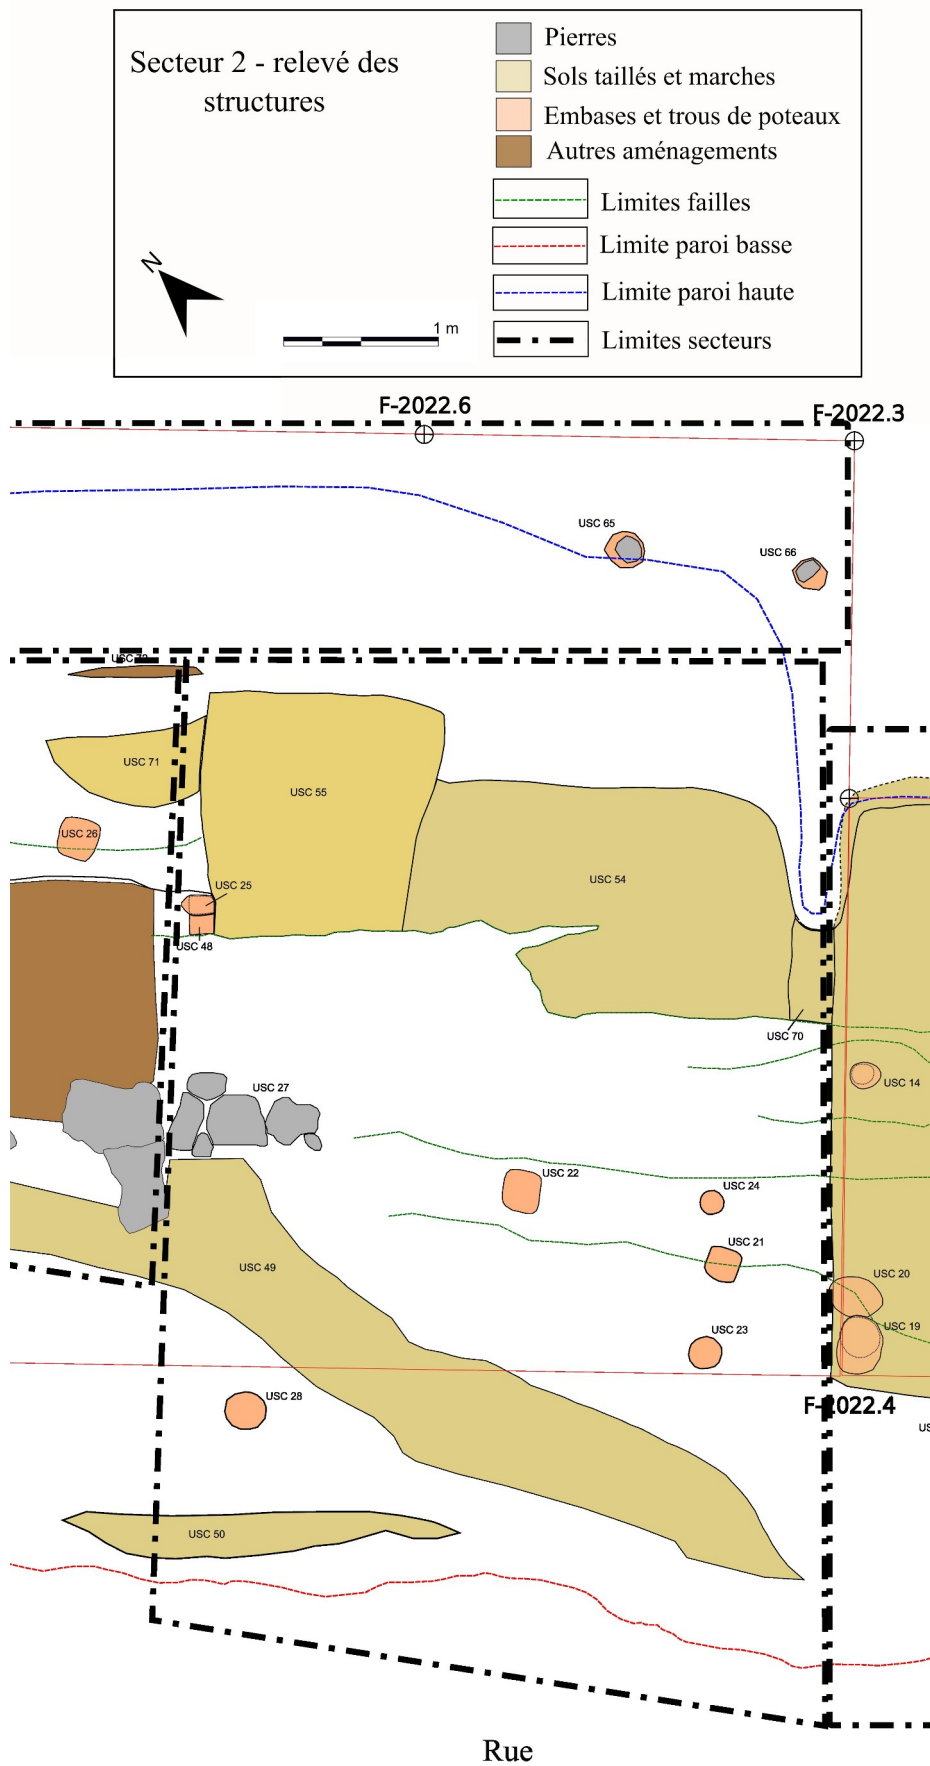 Secteur 2 - relevé des
structures
Pierres
Sols taillés et marches
Embases et trous de poteaux
Autres aménagements
Limites failles
Limite paroi basse
Limite paroi haute
Limites secteurs
N
1 m
F-2022.6
F-2022.3
USC 65
USC 66
USC 71
USC 55
USC 26
USC 54
USC 25
USC 48
USC 70
USC 14
USC 27
USC 22
USC 24
USC 21
USC 49
USC 20
USC 19
USC 23
USC 28
F-2022.4
USC 50
Rue